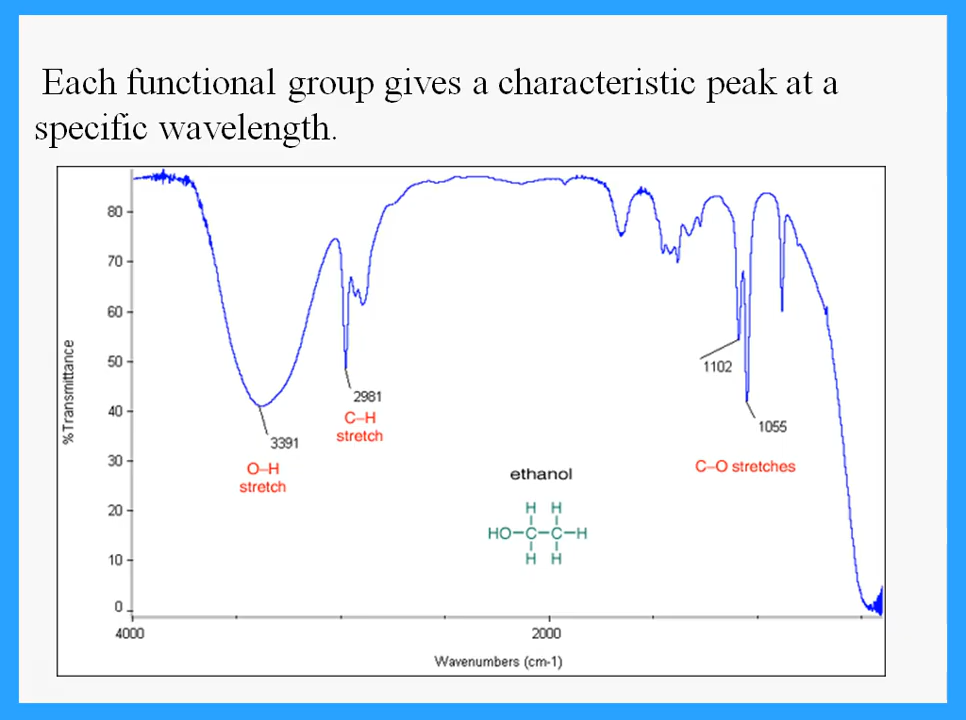 Each functional group gives a characteristic peak at a
specific wavelength.
80
70
60
50
40
30
20
10
0
%Transmittance
3391
O–H
stretch
2981
C–H
stretch
1102
1055
C–O stretches
ethanol
H H
HO–C–C–H
H H
4000 2000
Wavenumbers (cm-1)